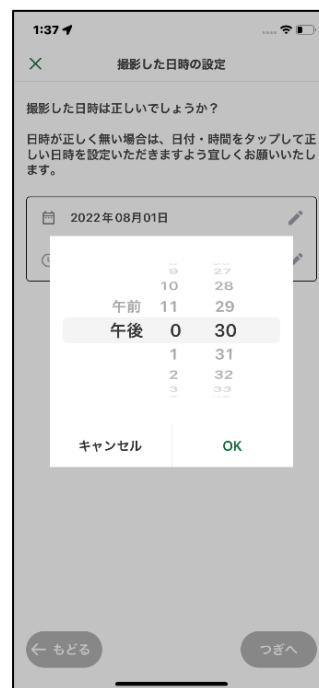 1:37
撮影した日時の設定
撮影した日時は正しいでしょうか？
日時が正しく無い場合は、日付・時間をタップして正
しい日時を設定いただきますよう宜しくお願いいたし
ます。
2022年08月01日
9 27
10 28
午前 11 29
午後 0 30
1 31
2 32
3 33
キャンセル OK
もどる つぎへ